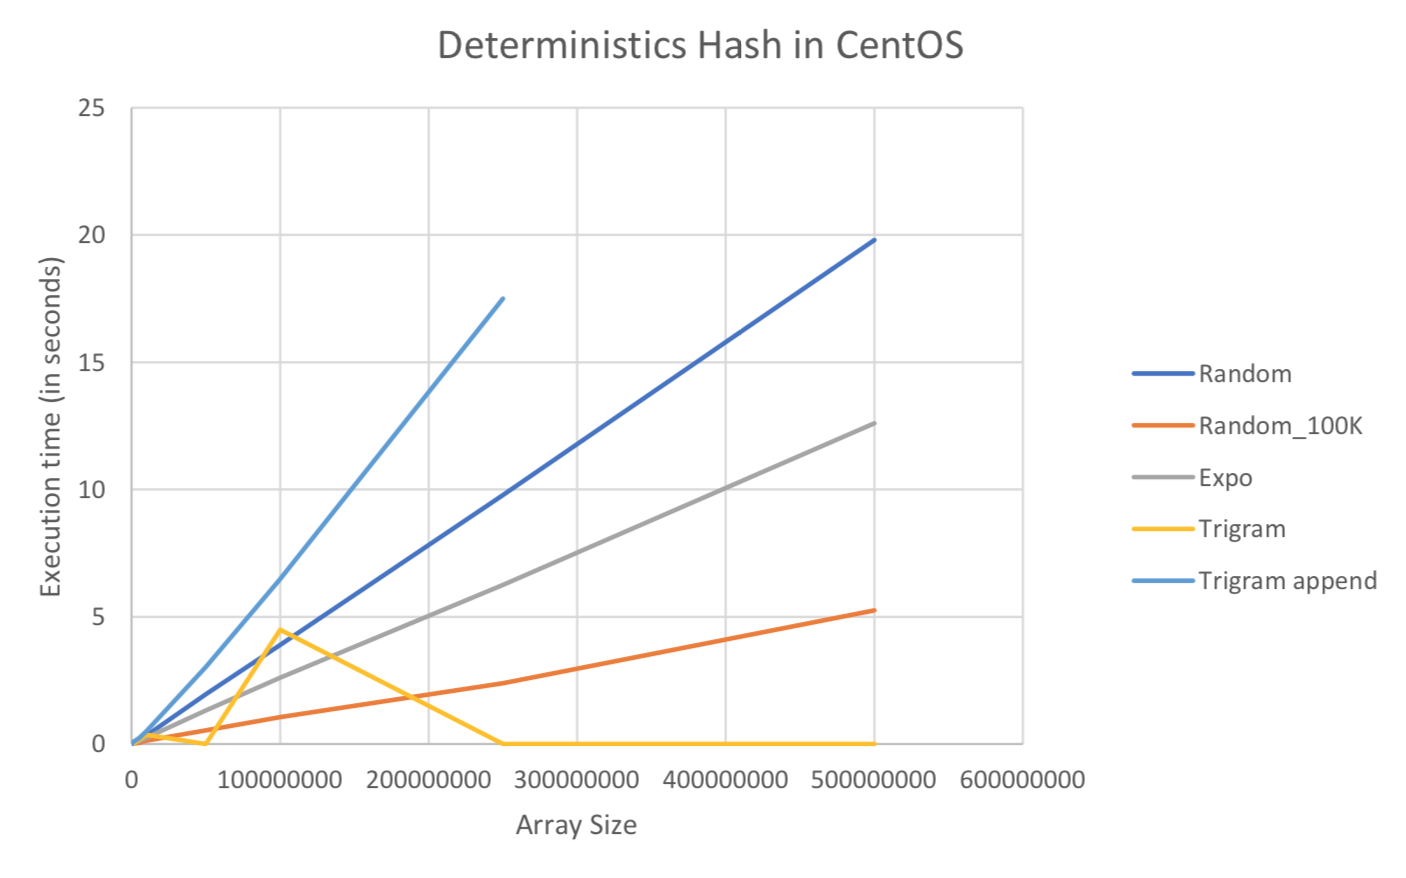 Deterministics Hash in CentOS
25
20
15
10
5
0
Execution time (in seconds)
0 100000000 200000000 300000000 400000000 500000000 600000000
Array Size
Random
Random_100K
Expo
Trigram
Trigram append